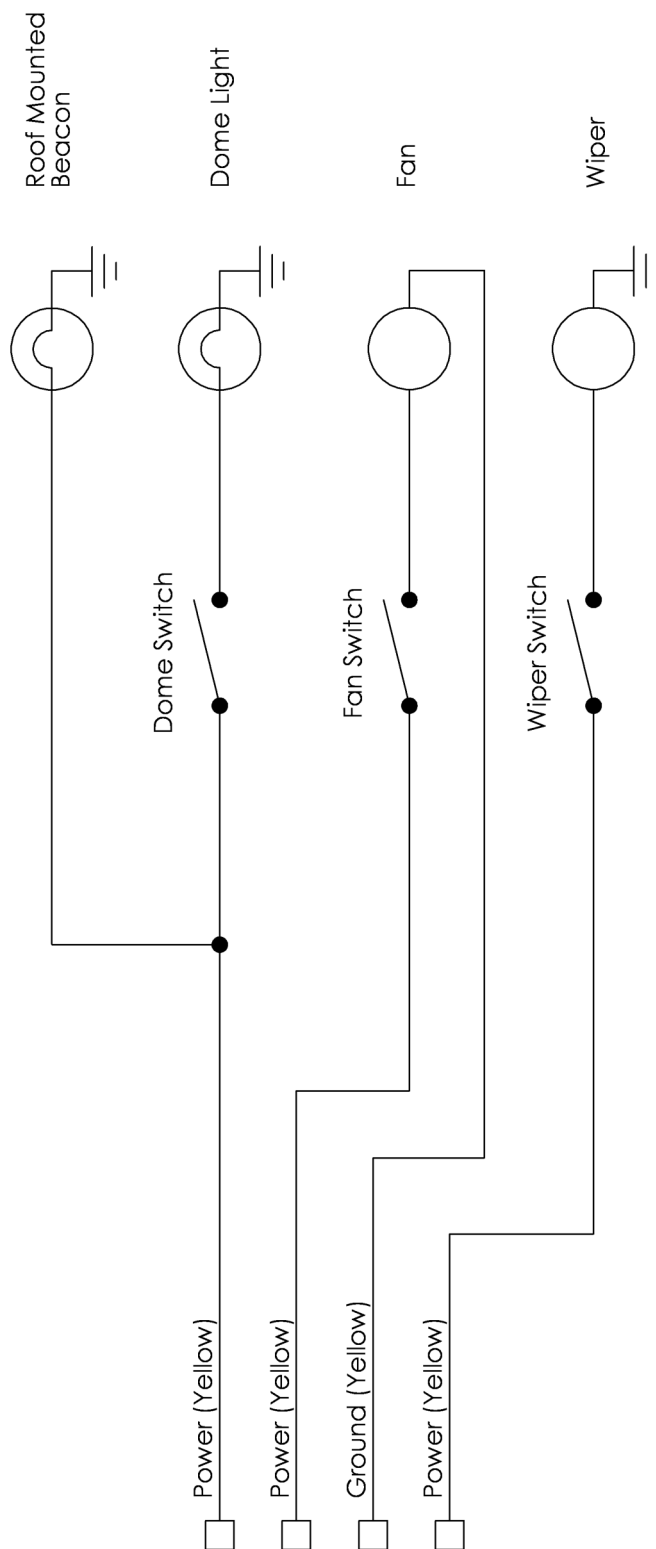 Roof Mounted
Beacon
Dome Light
Fan
Wiper
Dome Switch
Fan Switch
Wiper Switch
Power (Yellow)
Power (Yellow)
Ground (Yellow)
Power (Yellow)